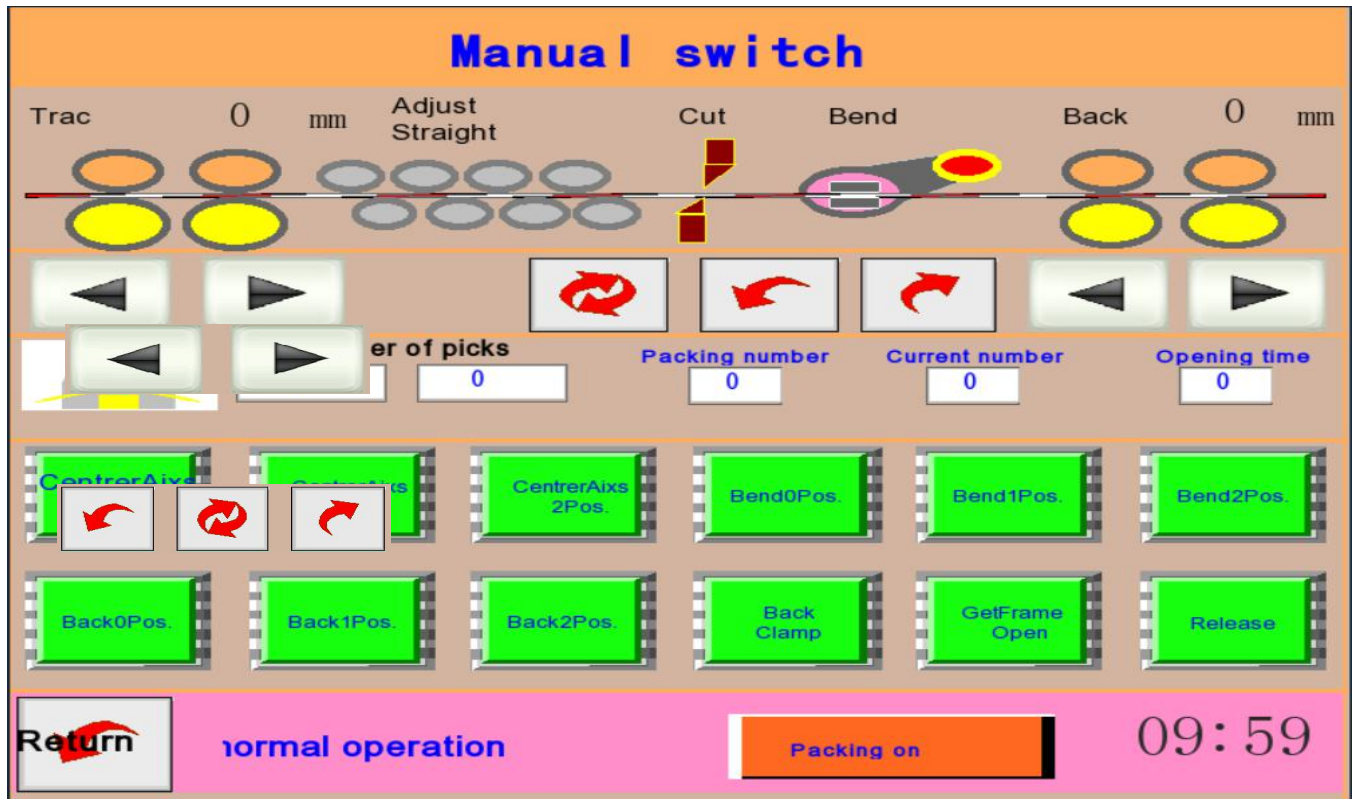 Manual switch
Trac 0 mm Adjust Straight Cut Bend Back 0 mm
er of picks Packing number Current number Opening time
0 0 0 0
CentrerAixs
CentrerAixs
2Pos.
Bend0Pos.
Bend1Pos.
Bend2Pos.
Back0Pos.
Back1Pos.
Back2Pos.
Back
Clamp
GetFrame
Open
Release
Return
normal operation
Packing on
09:59